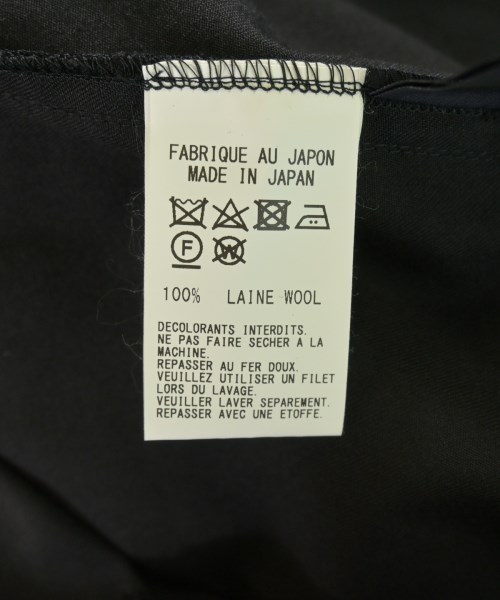 FABRIQUE AU JAPON
MADE IN JAPAN
F W
100% LAINE WOOL
DECOLORANTS INTERDITS.
NE PAS FAIRE SECHER A LA
MACHINE.
REPASSER AU FER DOUX.
VEUILLEZ UTILISER UN FILET
LORS DU LAVAGE.
VEUILLER LAVER SEPAREMENT.
REPASSER AVEC UNE ETOFFE.